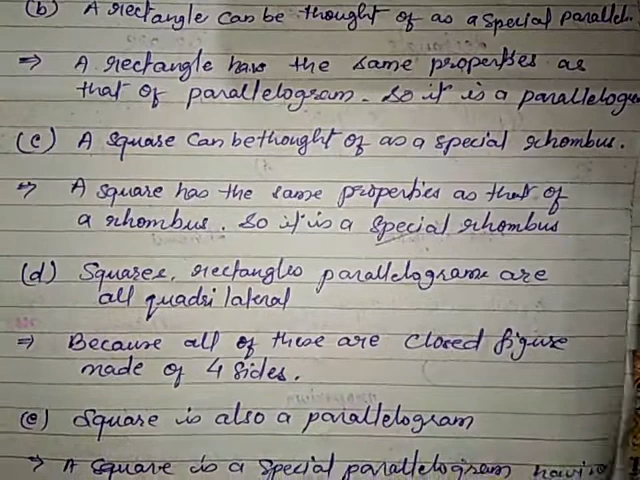 (b) A rectangle can be thought of as a special parallel
⇒ A rectangle has the same properties as
that of parallelogram. So it is a parallelogram
(c) A square can be thought of as a special rhombus.
⇒ A square has the same properties as that of
a rhombus. So it is a special rhombus
(d) Squares, rectangles parallelograms are
all quadrilateral
⇒ Because all of these are closed figure
made of 4 sides.
(e) Square is also a parallelogram
⇒ A square is a special parallelogram having